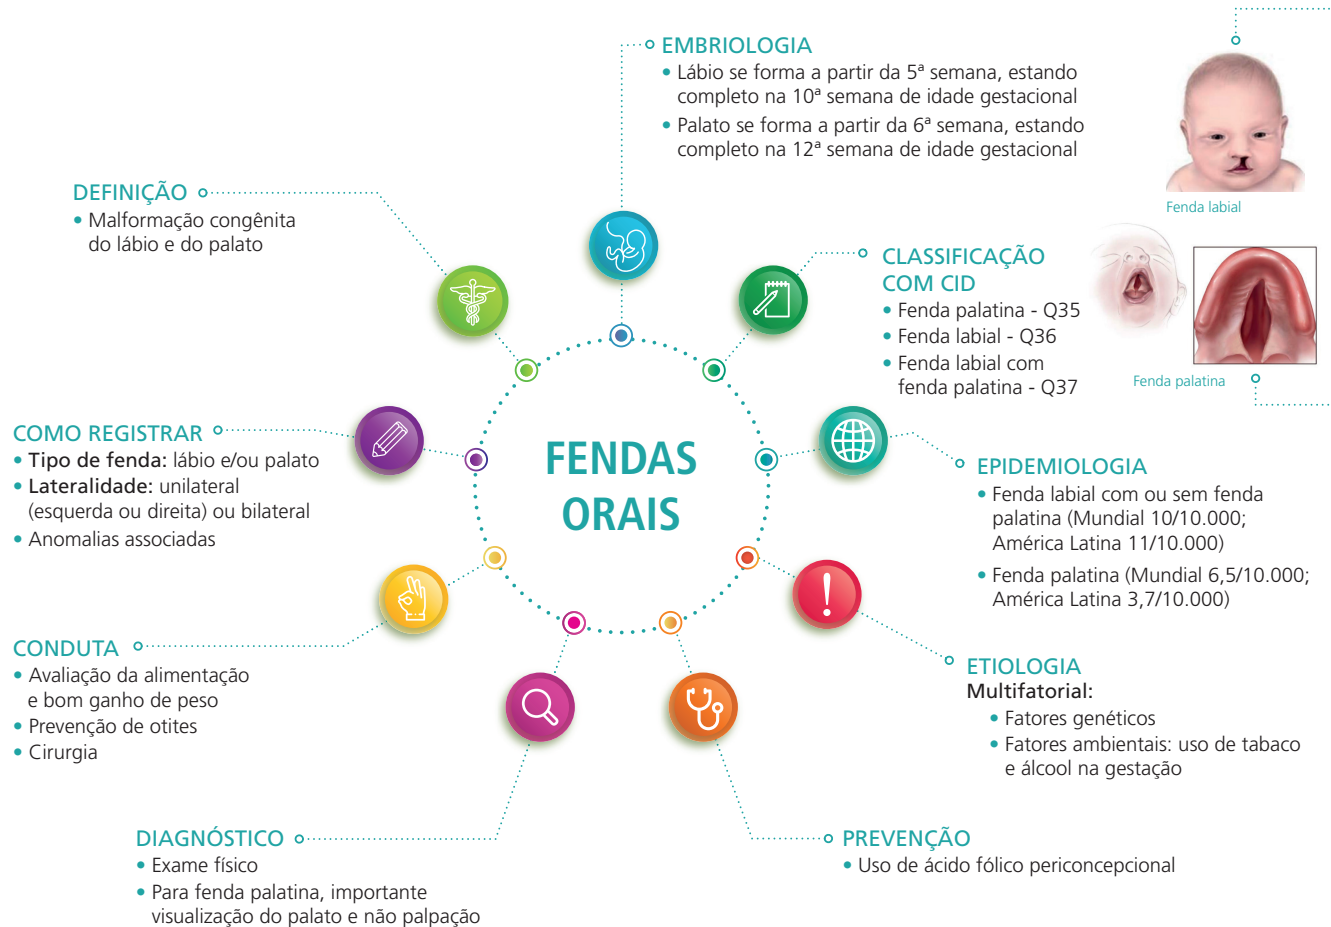 EMBRIOLOGIA
• Lábio se forma a partir da 5ª semana, estando
completo na 10ª semana de idade gestacional
• Palato se forma a partir da 6ª semana, estando
completo na 12ª semana de idade gestacional
Fenda labial
DEFINIÇÃO
• Malformação congênita
do lábio e do palato
CLASSIFICAÇÃO
COM CID
• Fenda palatina - Q35
• Fenda labial - Q36
• Fenda labial com
fenda palatina - Q37
Fenda palatina
COMO REGISTRAR
• Tipo de fenda: lábio e/ou palato
• Lateralidade: unilateral
(esquerda ou direita) ou bilateral
• Anomalias associadas
FENDAS
ORAIS
EPIDEMIOLOGIA
• Fenda labial com ou sem fenda
palatina (Mundial 10/10.000;
América Latina 11/10.000)
• Fenda palatina (Mundial 6,5/10.000;
América Latina 3,7/10.000)
CONDUTA
• Avaliação da alimentação
e bom ganho de peso
• Prevenção de otites
• Cirurgia
ETIOLOGIA
Multifatorial:
• Fatores genéticos
• Fatores ambientais: uso de tabaco
e álcool na gestação
DIAGNÓSTICO
• Exame físico
• Para fenda palatina, importante
visualização do palato e não palpação
PREVENÇÃO
• Uso de ácido fólico periconcepcional